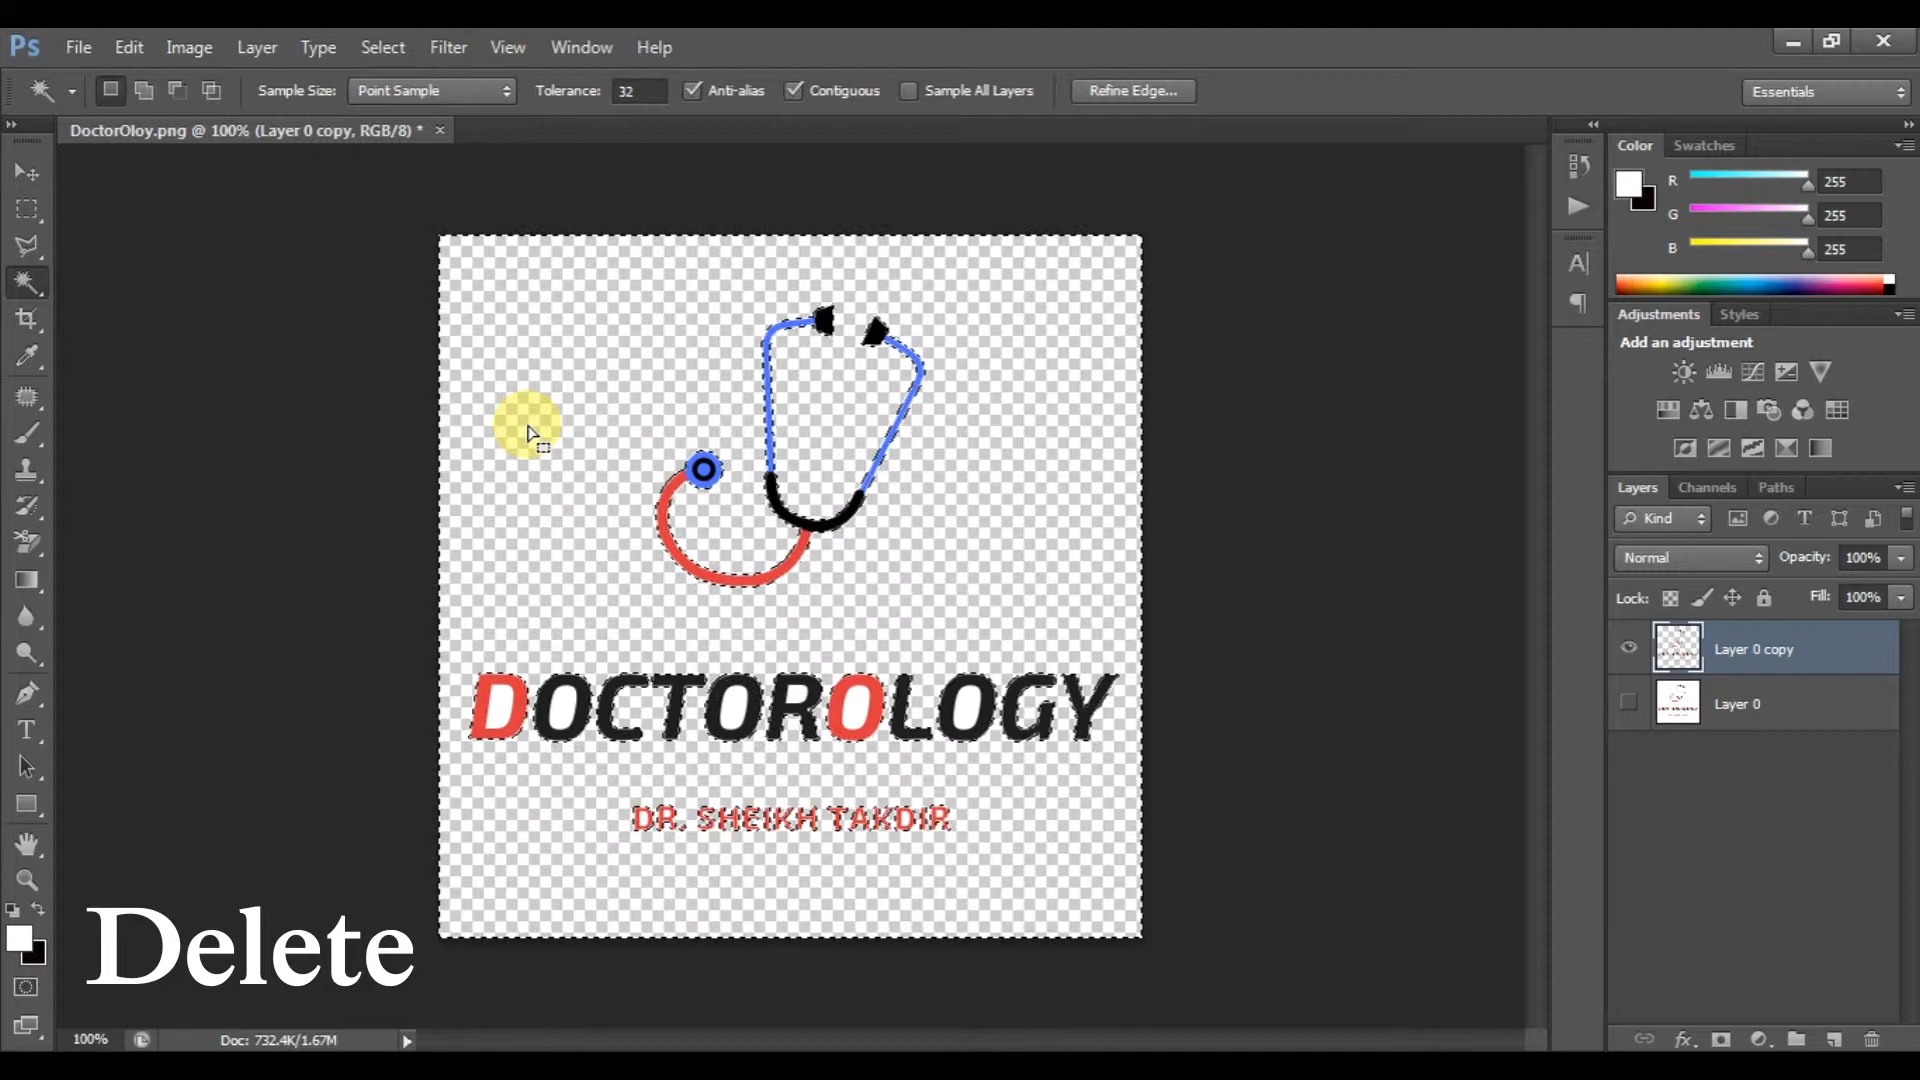 Ps File Edit Image Layer Type Select Filter View Window Help
Sample Size: Point Sample Tolerance: 32 Anti-alias Contiguous Sample All Layers Refine Edge... Essentials
DoctorOloy.png @ 100% (Layer 0 copy, RGB/8) *
Color Swatches
R 255
G 255
B 255
Adjustments Styles
Add an adjustment
Layers Channels Paths
Kind
Normal Opacity: 100%
Lock: Fill: 100%
Layer 0 copy
Layer 0
DOCTOROLOGY
DR. SHEIKH TAKDIR
Delete
100% Doc: 732.4K/1.67M